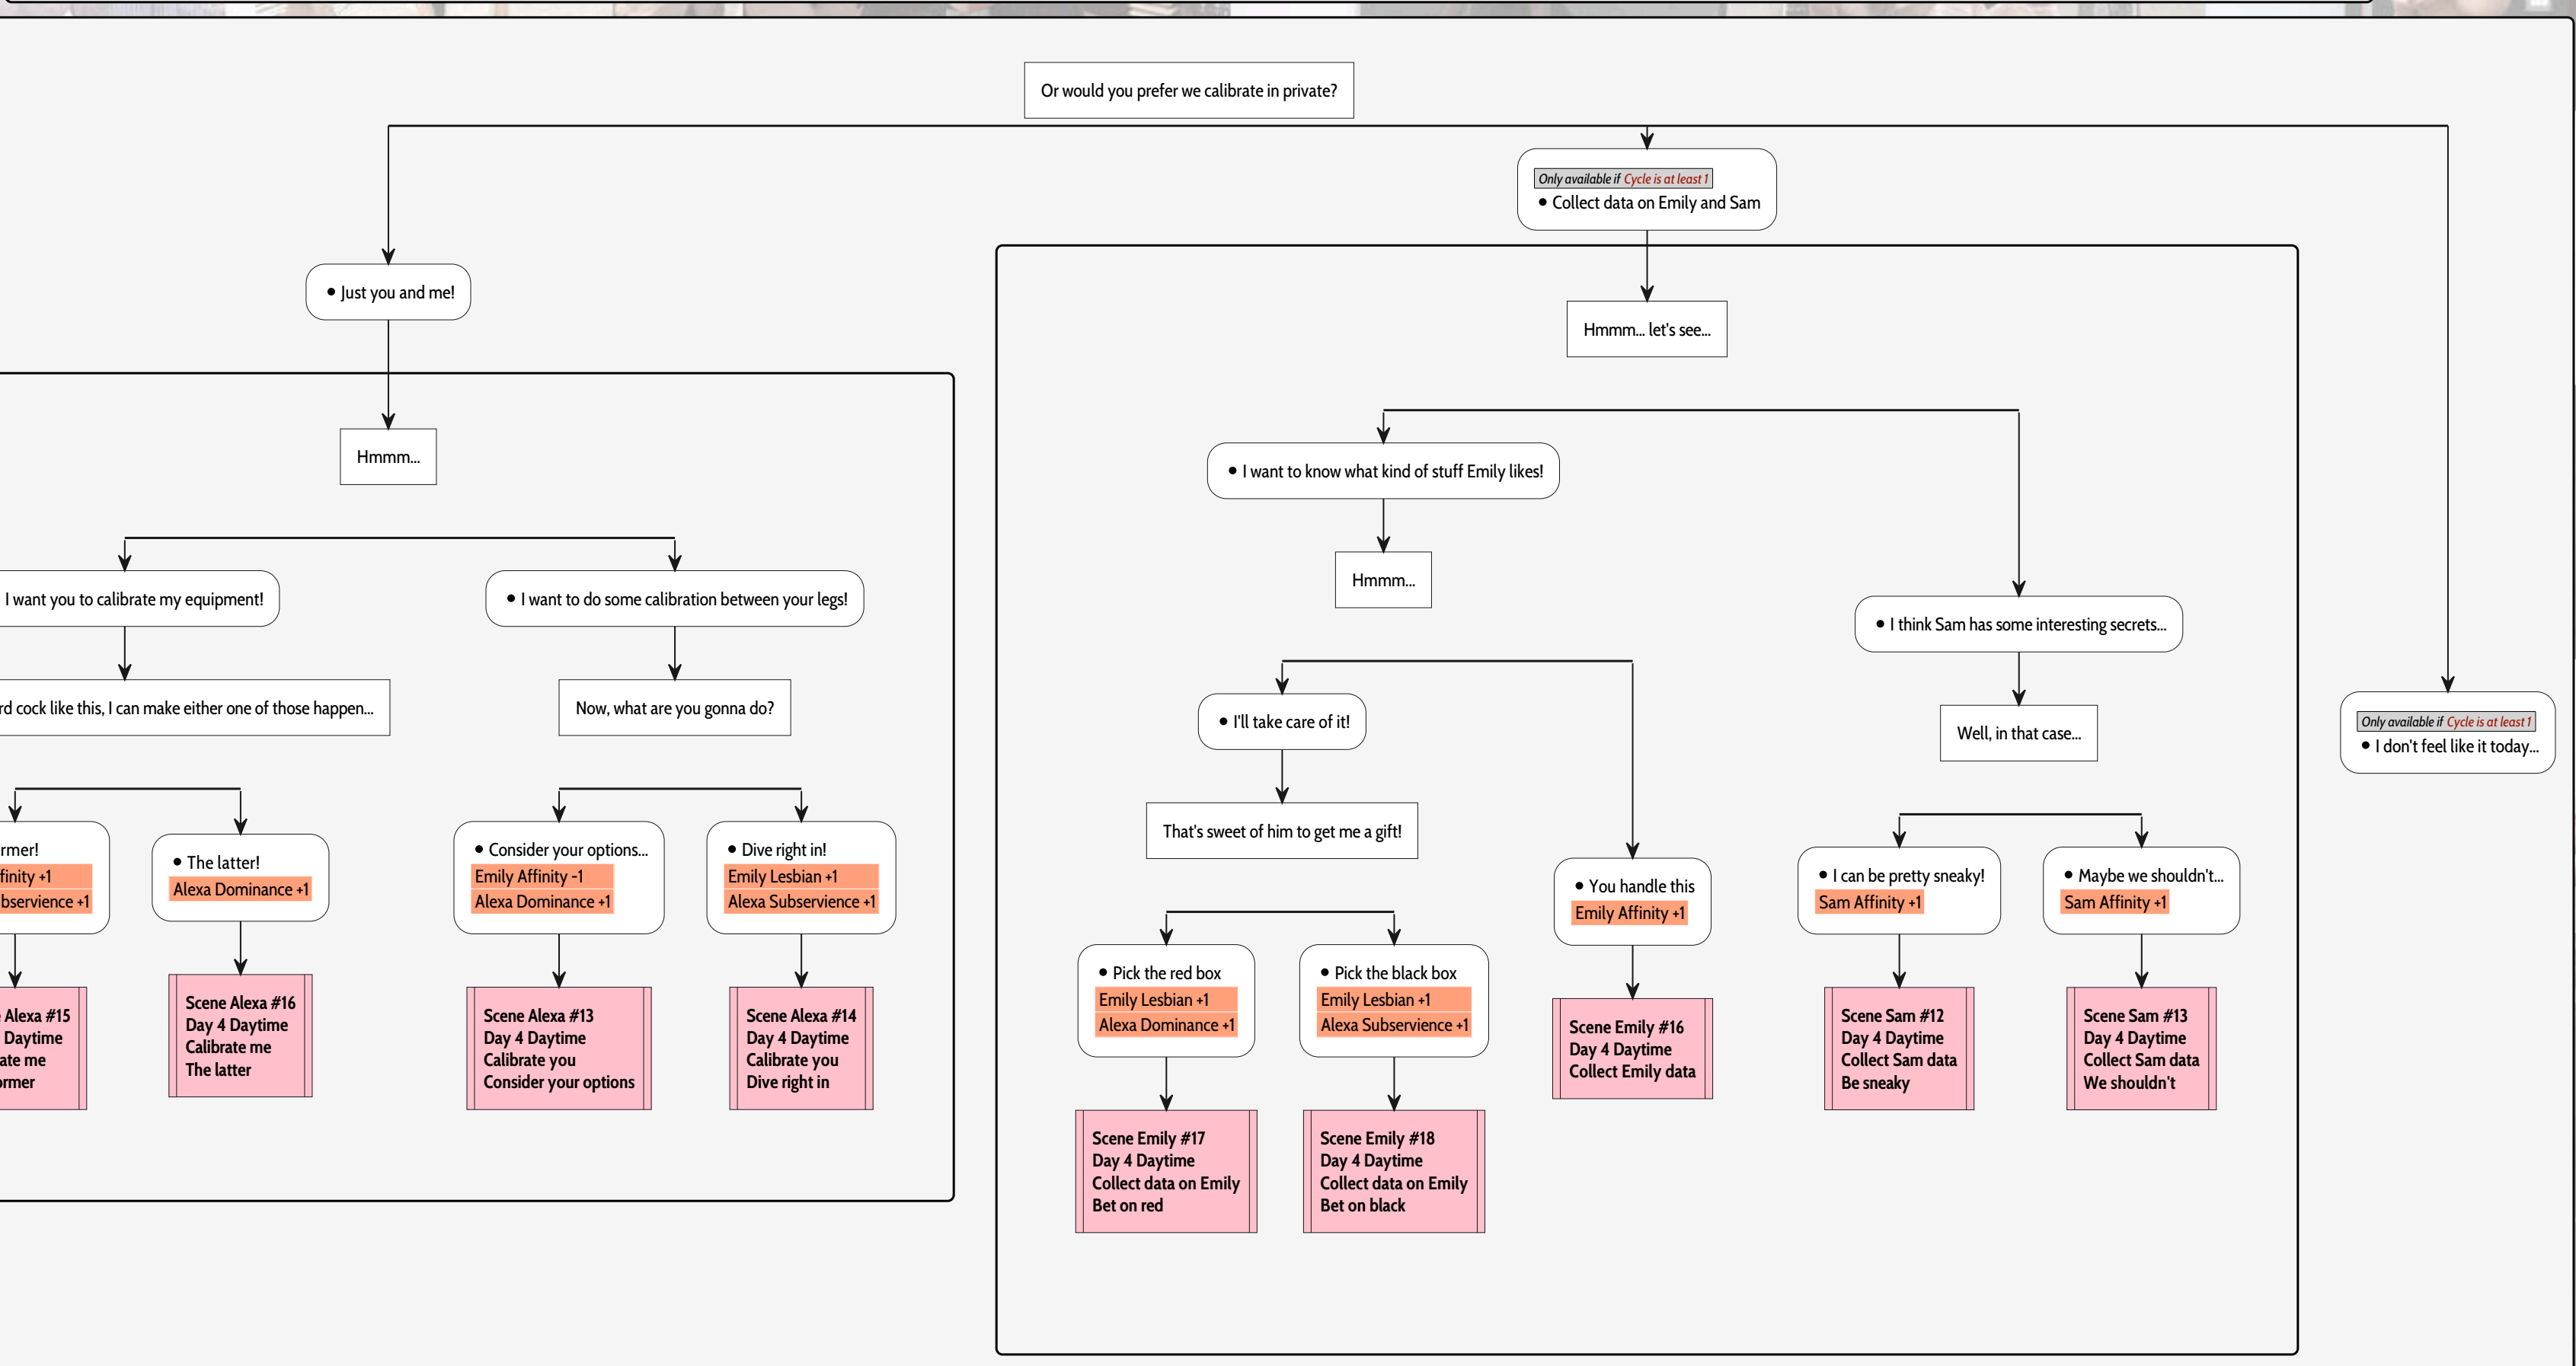 Or would you prefer we calibrate in private?
Only available if Cycle is at least 1
• Collect data on Emily and Sam
• Just you and me!
Hmmm... let's see...
Hmmm...
• I want to know what kind of stuff Emily likes!
Hmmm...
I want you to calibrate my equipment!
• I want to do some calibration between your legs!
• I think Sam has some interesting secrets...
rd cock like this, I can make either one of those happen...
Now, what are you gonna do?
• I'll take care of it!
Well, in that case...
Only available if Cycle is at least 1
• I don't feel like it today...
That's sweet of him to get me a gift!
rmer!
finity +1
bservience +1
• The latter!
Alexa Dominance +1
• Consider your options...
Emily Affinity -1
Alexa Dominance +1
• Dive right in!
Emily Lesbian +1
Alexa Subservience +1
• You handle this
Emily Affinity +1
• I can be pretty sneaky!
Sam Affinity +1
• Maybe we shouldn't...
Sam Affinity +1
• Pick the red box
Emily Lesbian +1
Alexa Dominance +1
• Pick the black box
Emily Lesbian +1
Alexa Subservience +1
Alexa #15
Daytime
ate me
ormer
Scene Alexa #16
Day 4 Daytime
Calibrate me
The latter
Scene Alexa #13
Day 4 Daytime
Calibrate you
Consider your options
Scene Alexa #14
Day 4 Daytime
Calibrate you
Dive right in
Scene Emily #16
Day 4 Daytime
Collect Emily data
Scene Sam #12
Day 4 Daytime
Collect Sam data
Be sneaky
Scene Sam #13
Day 4 Daytime
Collect Sam data
We shouldn't
Scene Emily #17
Day 4 Daytime
Collect data on Emily
Bet on red
Scene Emily #18
Day 4 Daytime
Collect data on Emily
Bet on black